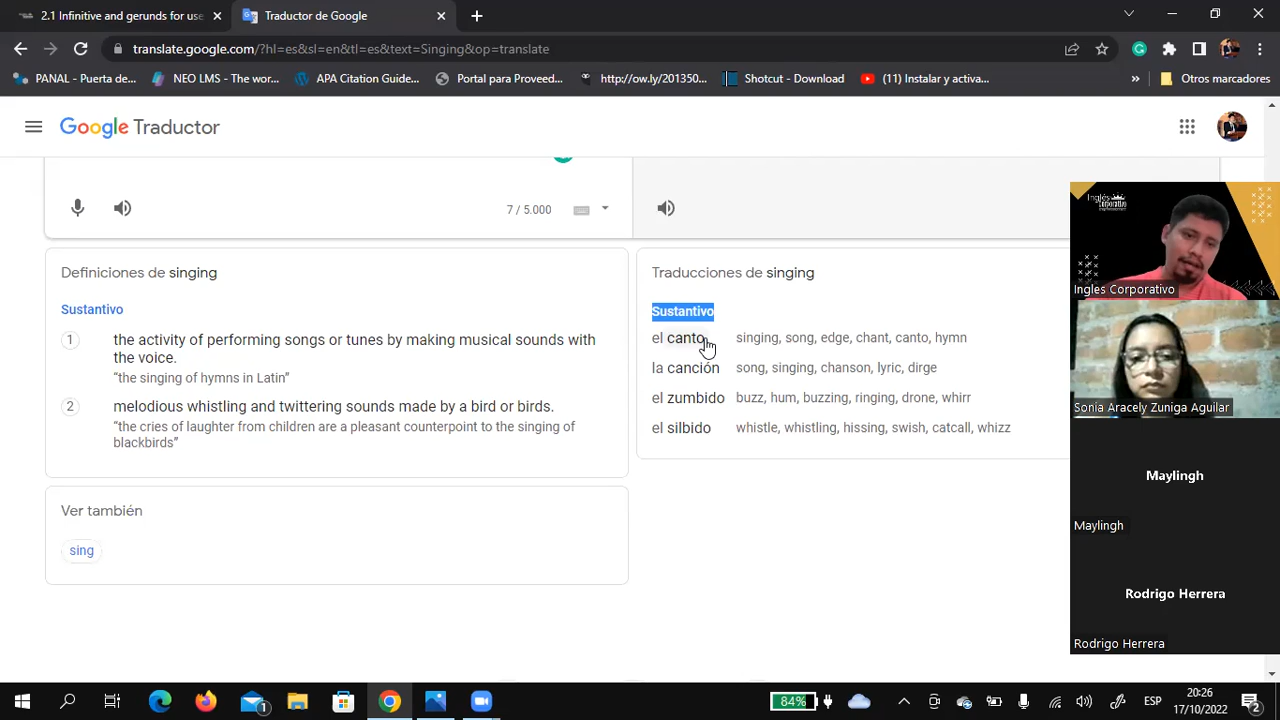 2.1 Infinitive and gerunds for use
Traductor de Google
translate.google.com/?hl=es&sl=en&tl=es&text=Singing&op=translate
PANAL - Puerta de...
NEO LMS - The wor...
APA Citation Guide...
Portal para Proveed...
http://ow.ly/201350...
Shotcut - Download
(11) Instalar y activa...
»
Otros marcadores
Google Traductor
7 / 5.000
Definiciones de singing
Sustantivo
1
the activity of performing songs or tunes by making musical sounds with
the voice.
“the singing of hymns in Latin”
2
melodious whistling and twittering sounds made by a bird or birds.
“the cries of laughter from children are a pleasant counterpoint to the singing of
blackbirds”
Ver también
sing
Traducciones de singing
Sustantivo
el canto singing, song, edge, chant, canto, hymn
la canción song, singing, chanson, lyric, dirge
el zumbido buzz, hum, buzzing, ringing, drone, whirr
el silbido whistle, whistling, hissing, swish, catcall, whizz
Inglés
Corporativo
Ingles Corporativo
Sonia Aracely Zuniga Aguilar
Maylingh
Maylingh
Rodrigo Herrera
Rodrigo Herrera
1
84%
ESP
20:26
17/10/2022
2